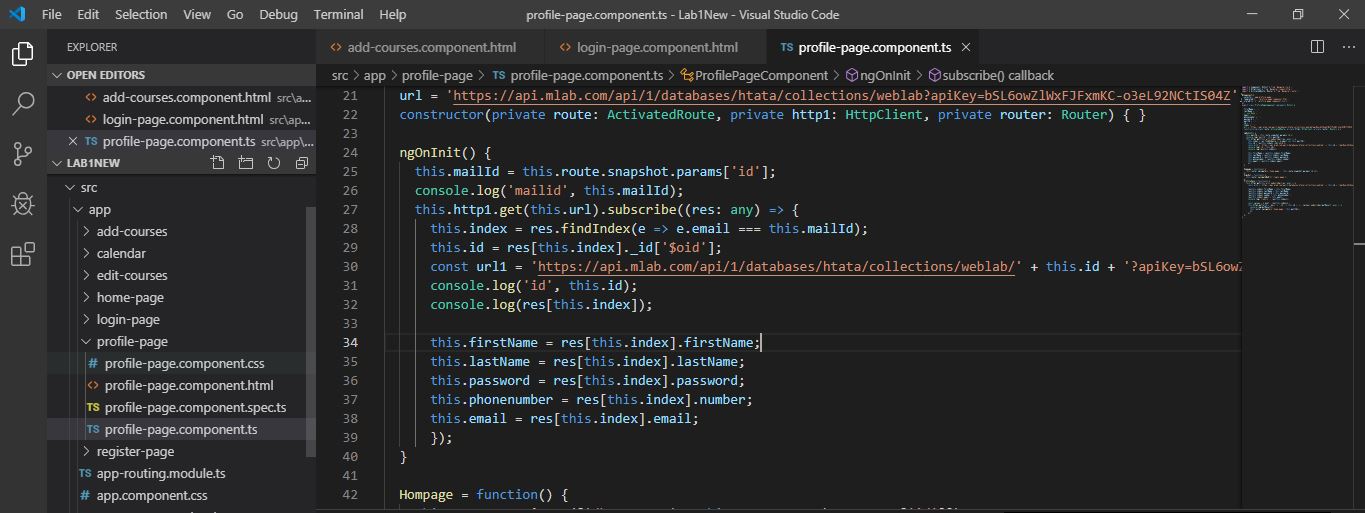 File Edit Selection View Go Debug Terminal Help profile-page.component.ts - Lab1New - Visual Studio Code
EXPLORER
OPEN EDITORS
<> add-courses.component.html src\a...
<> login-page.component.html src\ap...
TS profile-page.component.ts src\app\...
LAB1NEW
src
app
add-courses
calendar
edit-courses
home-page
login-page
profile-page
# profile-page.component.css
<> profile-page.component.html
TS profile-page.component.spec.ts
TS profile-page.component.ts
register-page
TS app-routing.module.ts
# app.component.css
<> add-courses.component.html <> login-page.component.html TS profile-page.component.ts
src > app > profile-page > TS profile-page.component.ts > ProfilePageComponent > ngOnInit > subscribe() callback
21 url = 'https://api.mlab.com/api/1/databases/htata/collections/weblab?apiKey=bSL6owZlWxFJFxmKC-o3eL92NCtIS04Z'
22 constructor(private route: ActivatedRoute, private http1: HttpClient, private router: Router) { }
23
24 ngOnInit() {
25 this.mailId = this.route.snapshot.params['id'];
26 console.log('mailid', this.mailId);
27 this.http1.get(this.url).subscribe((res: any) => {
28 this.index = res.findIndex(e => e.email === this.mailId);
29 this.id = res[this.index]._id['$oid'];
30 const url1 = 'https://api.mlab.com/api/1/databases/htata/collections/weblab/' + this.id + '?apiKey=bSL6owZ
31 console.log('id', this.id);
32 console.log(res[this.index]);
33
34 this.firstName = res[this.index].firstName;
35 this.lastName = res[this.index].lastName;
36 this.password = res[this.index].password;
37 this.phonenumber = res[this.index].number;
38 this.email = res[this.index].email;
39 });
40 }
41
42 Hompage = function() {